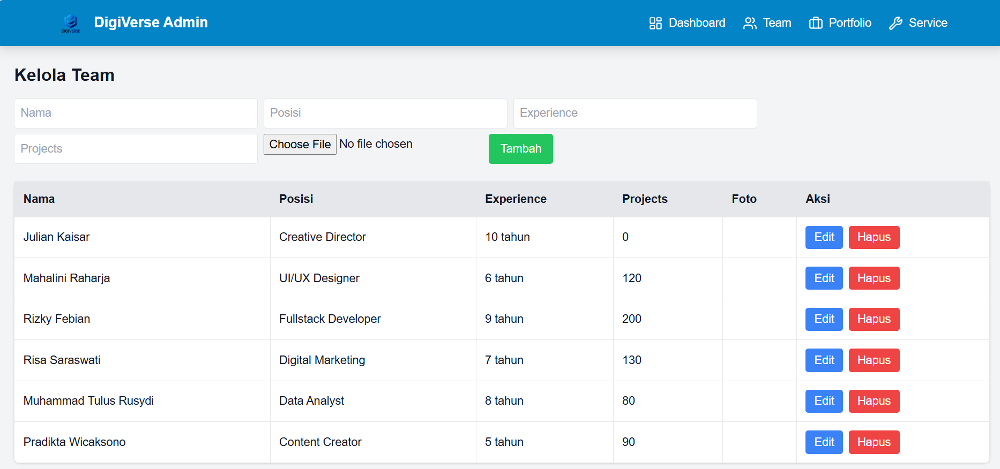 DIGIVERSE
DigiVerse Admin
Dashboard
Team
Portfolio
Service
Kelola Team
Nama
Posisi
Experience
Projects
Choose File No file chosen
Tambah
Nama Posisi Experience Projects Foto Aksi
Julian Kaisar Creative Director 10 tahun 0 Edit Hapus
Mahalini Raharja UI/UX Designer 6 tahun 120 Edit Hapus
Rizky Febian Fullstack Developer 9 tahun 200 Edit Hapus
Risa Saraswati Digital Marketing 7 tahun 130 Edit Hapus
Muhammad Tulus Rusydi Data Analyst 8 tahun 80 Edit Hapus
Pradikta Wicaksono Content Creator 5 tahun 90 Edit Hapus